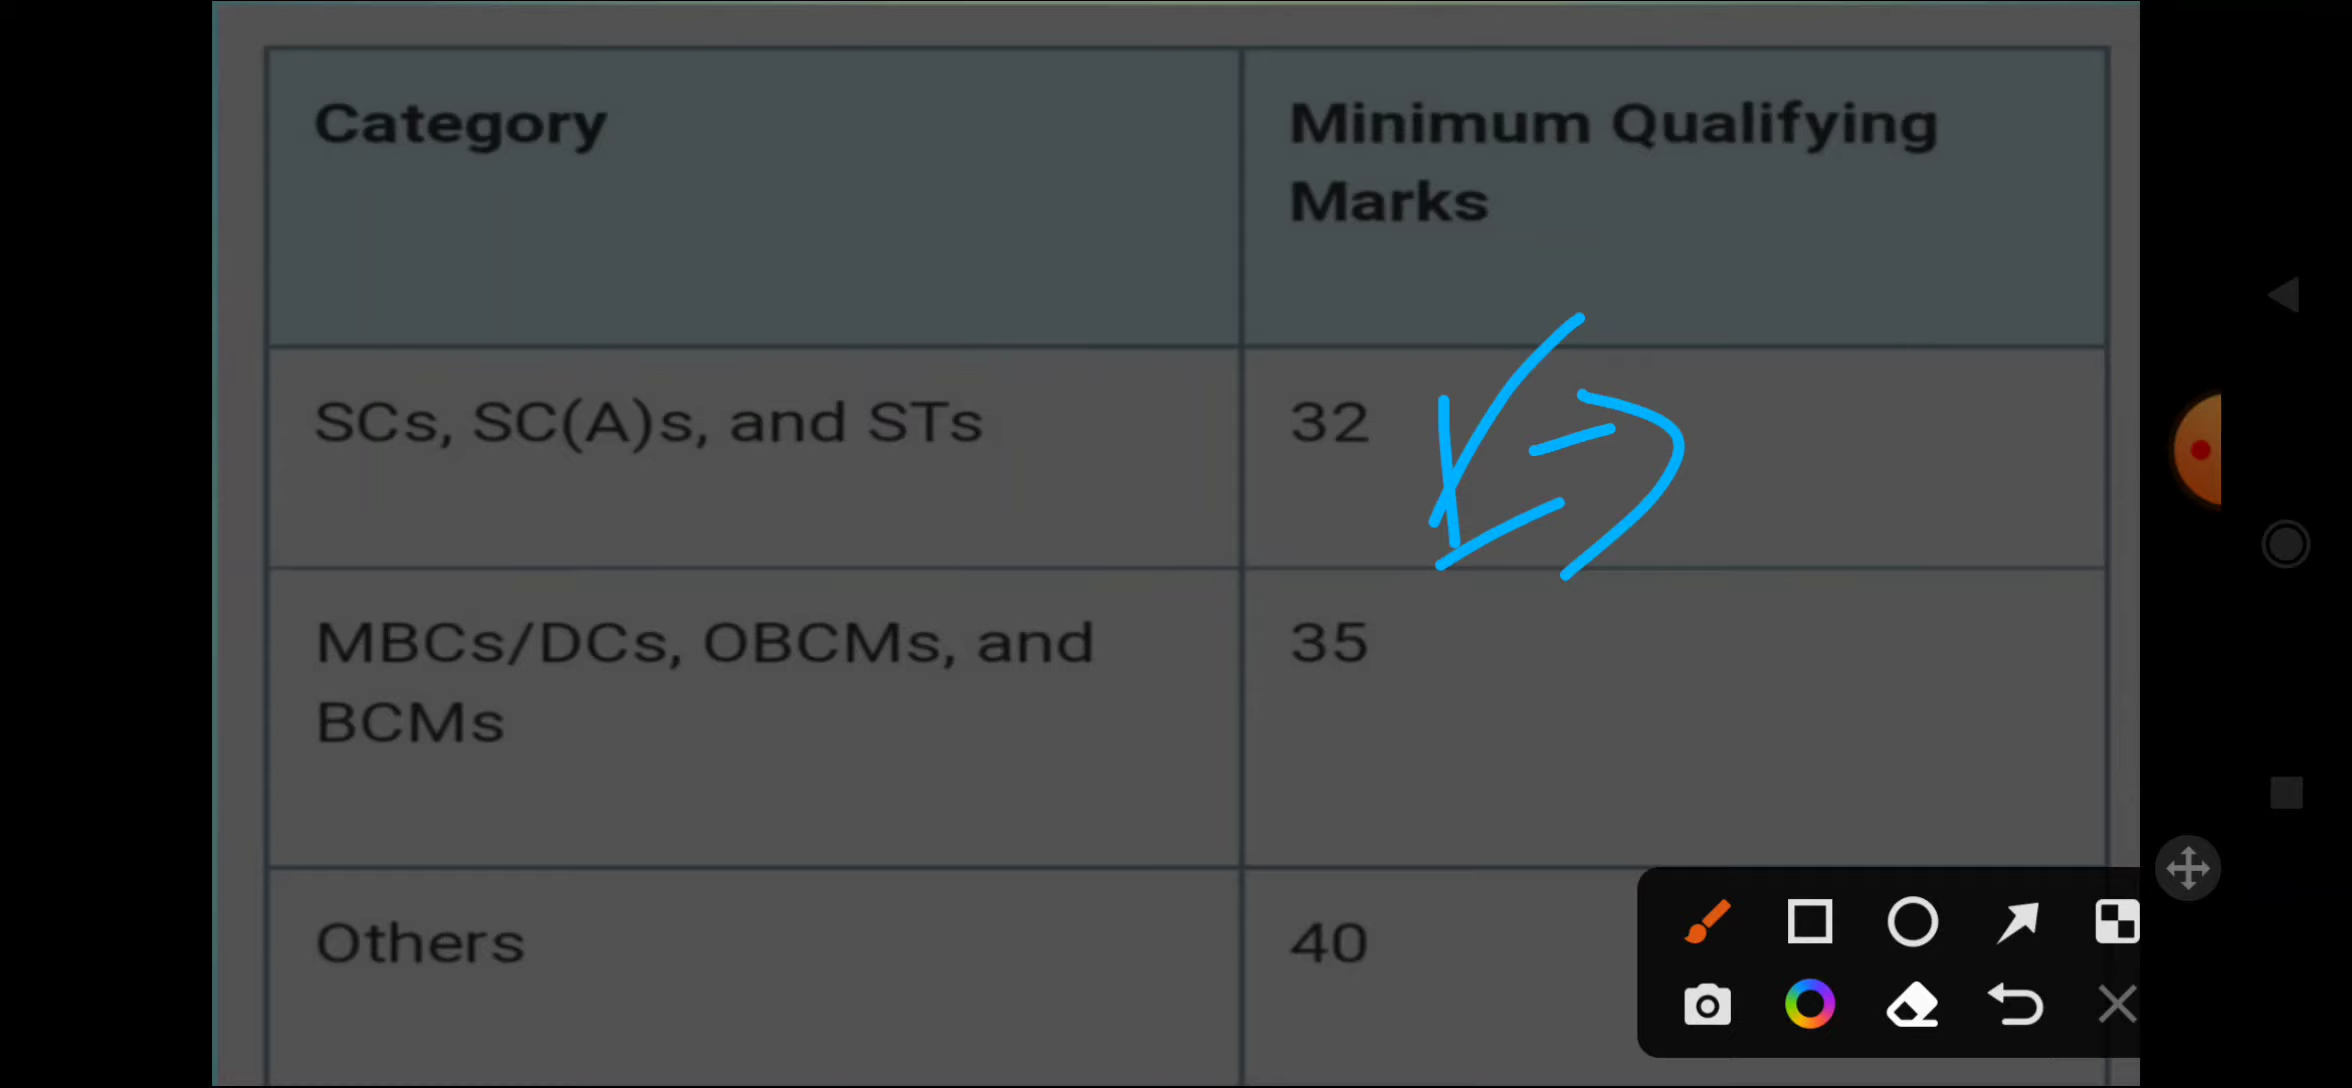 Category
Minimum Qualifying
Marks
SCs, SC(A)s, and STs
32
MBCs/DCs, OBCMs, and
BCMs
35
Others
40